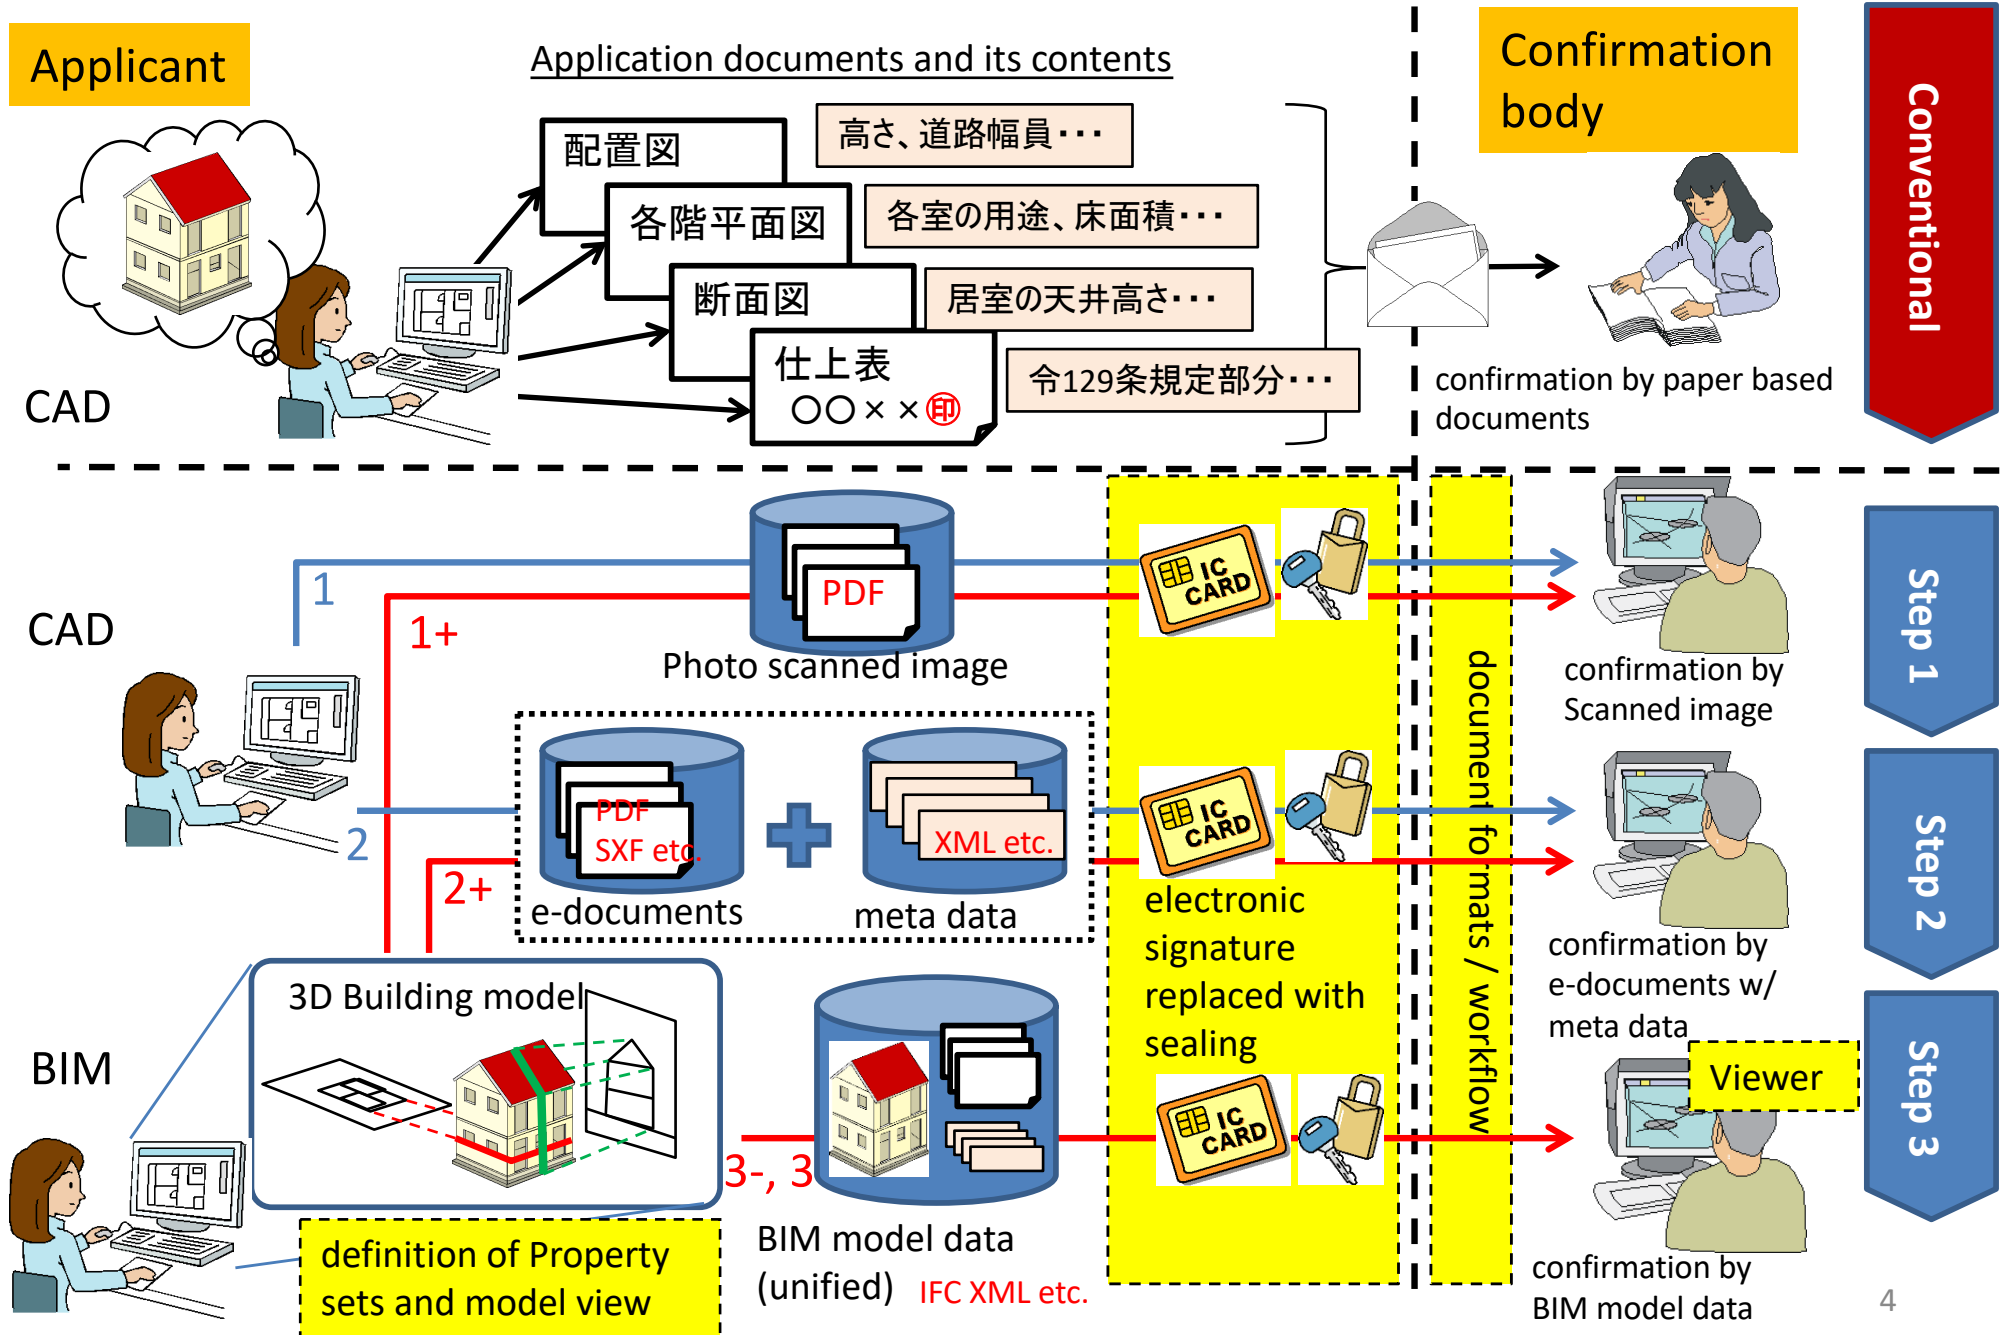 Applicant
Application documents and its contents
Confirmation
body
Conventional
配置図
高さ、道路幅員･･･
各階平面図
各室の用途、床面積･･･
断面図
居室の天井高さ･･･
仕上表
〇〇××㊞
令129条規定部分･･･
CAD
confirmation by paper based
documents
CAD
1
1+
PDF
Photo scanned image
IC
CARD
confirmation by
Scanned image
Step 1
2
2+
PDF
SXF etc.
e-documents
XML etc.
meta data
IC
CARD
electronic
signature
replaced with
sealing
document formats / workflow
confirmation by
e-documents w/
meta data
Step 2
BIM
3D Building model
3-, 3
definition of Property
sets and model view
BIM model data
(unified)
IFC XML etc.
IC
CARD
Viewer
confirmation by
BIM model data
Step 3
4